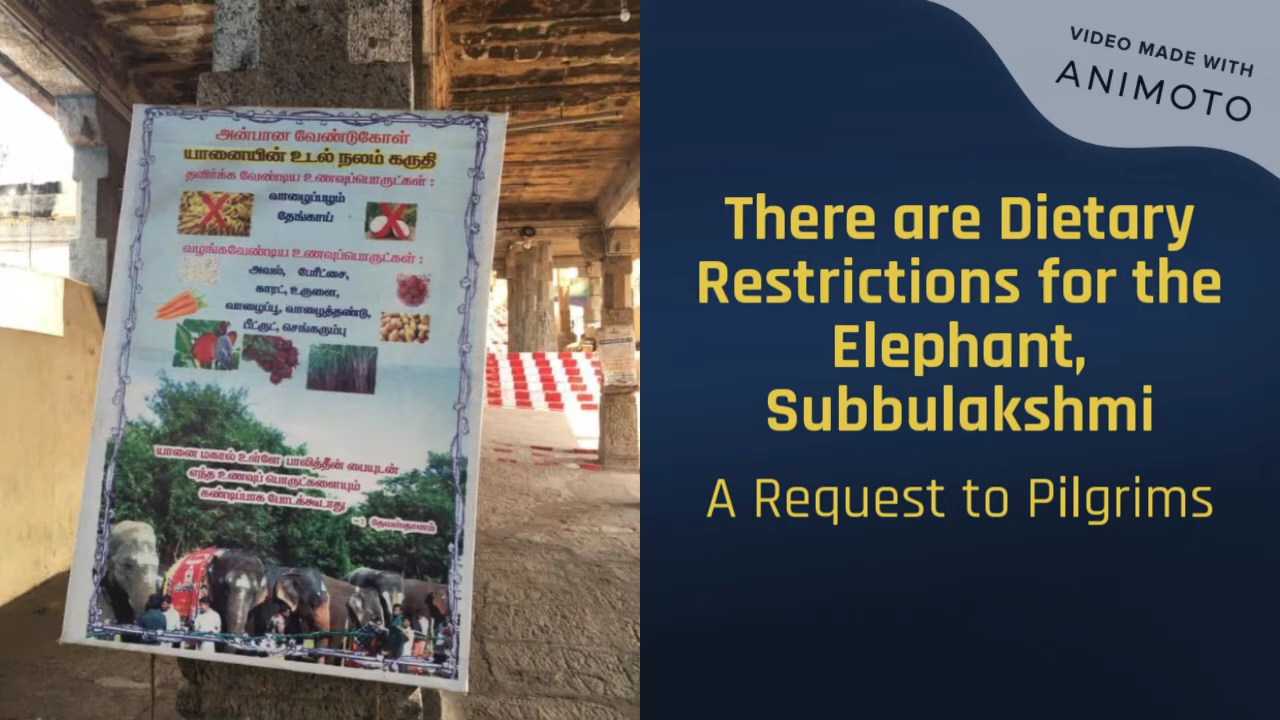 அன்பான வேண்டுகோள்
யானையின் உடல் நலம் கருதி
தவிர்க்க வேண்டிய உணவுப்பொருட்கள் :
வாழைப்பழம்
தேங்காய்
வழங்கவேண்டிய உணவுப்பொருட்கள் :
அவல், பேரீட்சை,
காரட், உருளை,
வாழைப்பூ, வாழைத்தண்டு,
பீட்ருட், செங்கரும்பு
யானை மகால் உள்ளே, பாலித்தீன் பையுடன்
எந்த உணவுப் பொருட்களையும்
கண்டிப்பாக போடக்கூடாது
தேவஸ்தானம்
VIDEO MADE WITH
ANIMOTO
There are Dietary
Restrictions for the
Elephant,
Subbulakshmi
A Request to Pilgrims